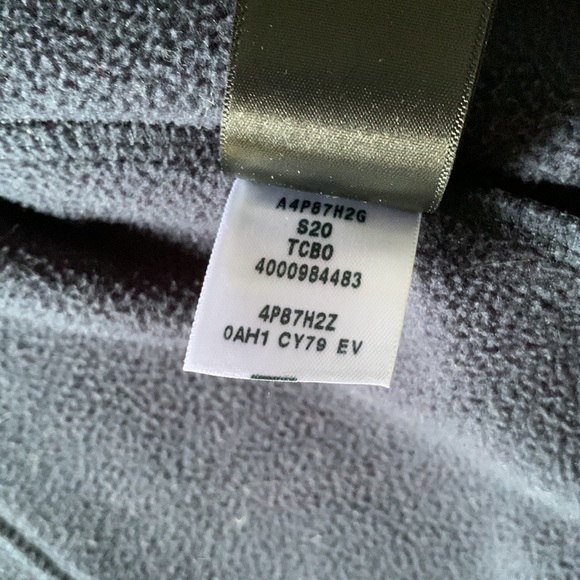 A4P87H2G
S20
TCBO
4000984483
4P87H2Z
0AH1 CY79 EV